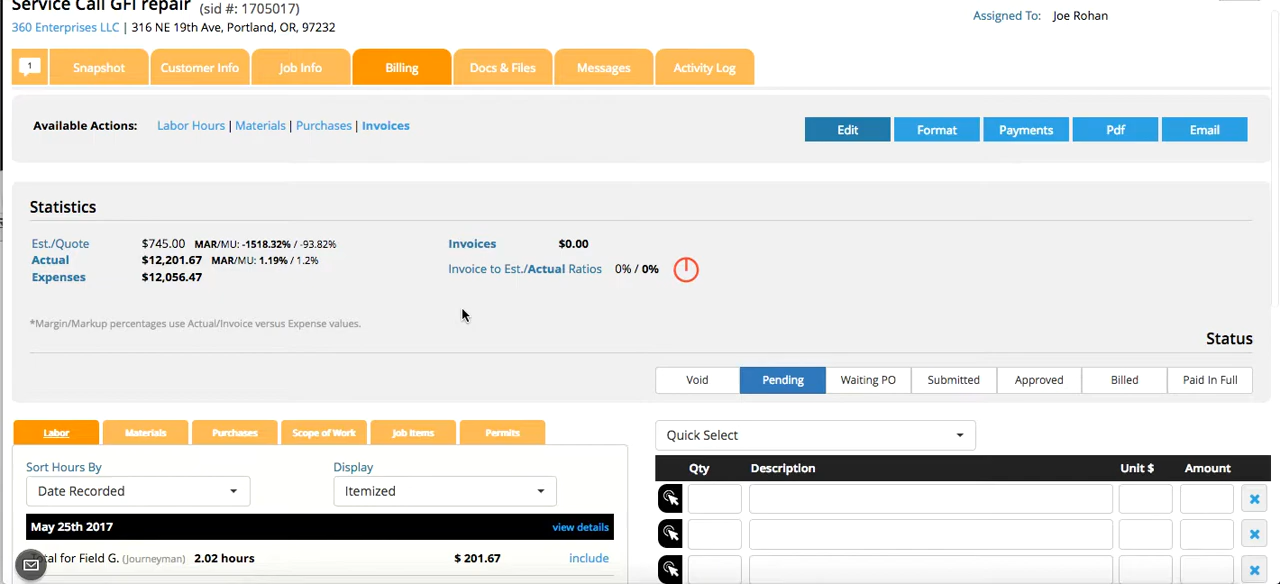 Service Call GFI repair (sid #: 1705017)
360 Enterprises LLC | 316 NE 19th Ave, Portland, OR, 97232
Assigned To: Joe Rohan
1 Snapshot Customer Info Job Info Billing Docs & Files Messages Activity Log
Available Actions: Labor Hours | Materials | Purchases | Invoices
Edit Format Payments Pdf Email
Statistics
Est./Quote $745.00 MAR/MU: -1518.32% / -93.82%
Actual $12,201.67 MAR/MU: 1.19% / 1.2%
Expenses $12,056.47
Invoices $0.00
Invoice to Est./Actual Ratios 0% / 0%
*Margin/Markup percentages use Actual/Invoice versus Expense values.
Status
Void Pending Waiting PO Submitted Approved Billed Paid In Full
Labor Materials Purchases Scope of Work Job Items Permits
Sort Hours By Display
Date Recorded Itemized
May 25th 2017 view details
for Field G. (Journeyman) 2.02 hours $ 201.67 include
Quick Select
Qty Description Unit $ Amount